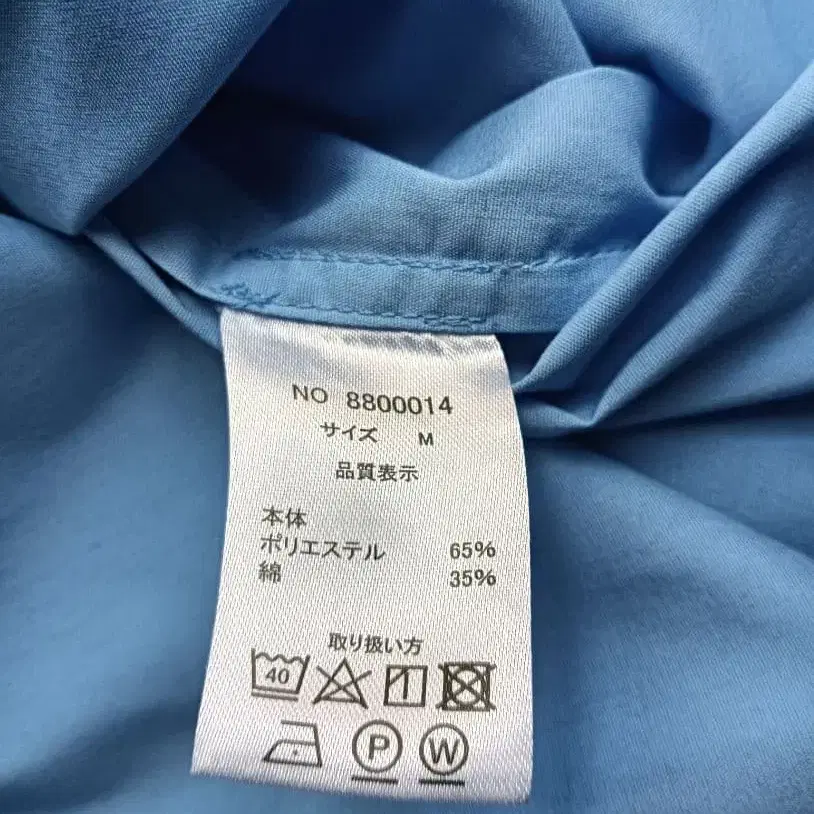 NO 8800014
サイズ M
品質表示
本体
ポリエステル 65%
綿 35%
取り扱い方
40
P W